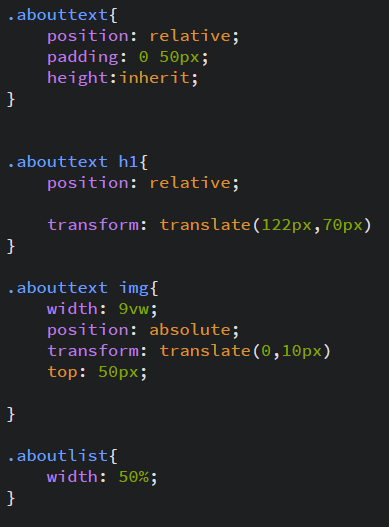 .abouttext{
    position: relative;
    padding: 0 50px;
    height:inherit;
}
.abouttext h1{
    position: relative;
    transform: translate(122px,70px)
}
.abouttext img{
    width: 9vw;
    position: absolute;
    transform: translate(0,10px)
    top: 50px;
}
.aboutlist{
    width: 50%;
}